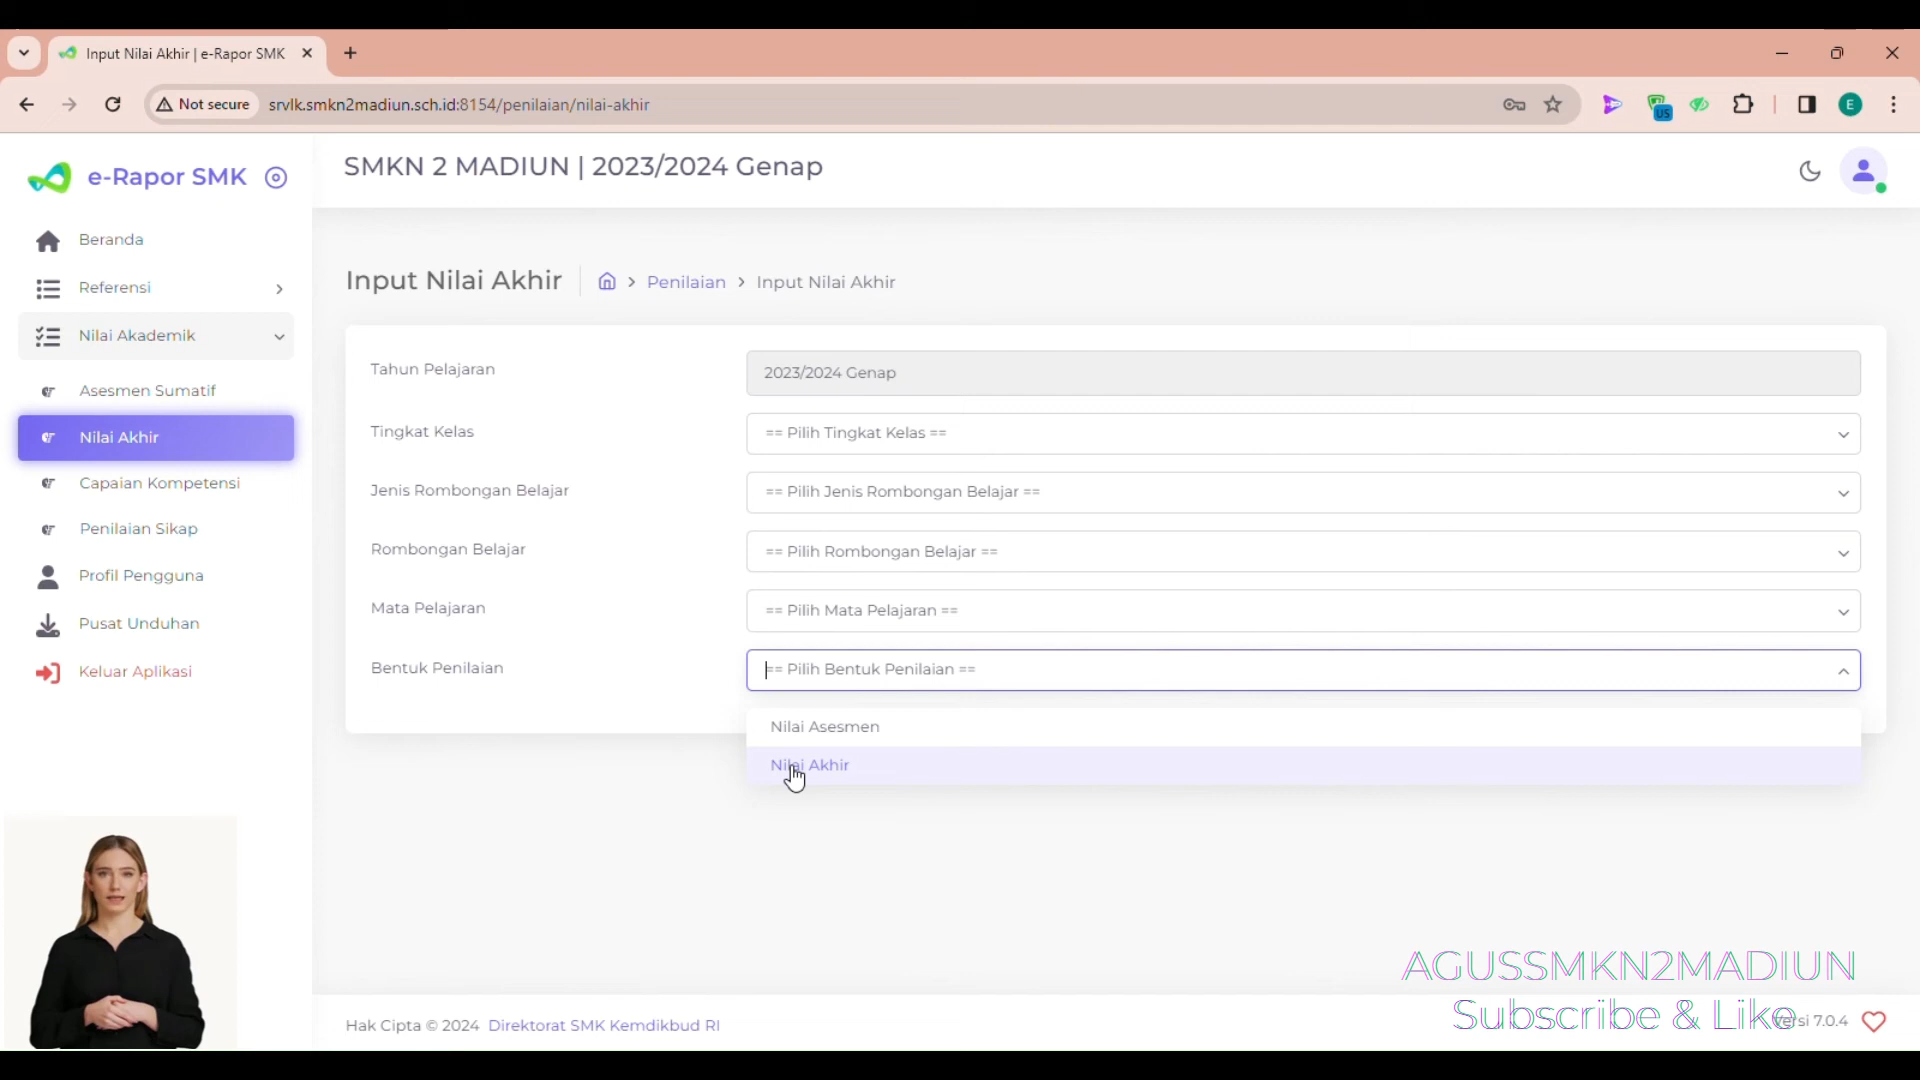 Input Nilai Akhir | e-Rapor SMK
Not secure
srvlk.smkn2madiun.sch.id:8154/penilaian/nilai-akhir
US
E
e-Rapor SMK
SMKN 2 MADIUN | 2023/2024 Genap
Beranda
Referensi
Nilai Akademik
Asesmen Sumatif
Nilai Akhir
Capaian Kompetensi
Penilaian Sikap
Profil Pengguna
Pusat Unduhan
Keluar Aplikasi
Input Nilai Akhir
Penilaian
Input Nilai Akhir
Tahun Pelajaran
2023/2024 Genap
Tingkat Kelas
== Pilih Tingkat Kelas ==
Jenis Rombongan Belajar
== Pilih Jenis Rombongan Belajar ==
Rombongan Belajar
== Pilih Rombongan Belajar ==
Mata Pelajaran
== Pilih Mata Pelajaran ==
Bentuk Penilaian
== Pilih Bentuk Penilaian ==
Nilai Asesmen
Nilai Akhir
AGUSSMKN2MADIUN
Subscribe & Like
Hak Cipta © 2024 Direktorat SMK Kemdikbud RI
7.0.4